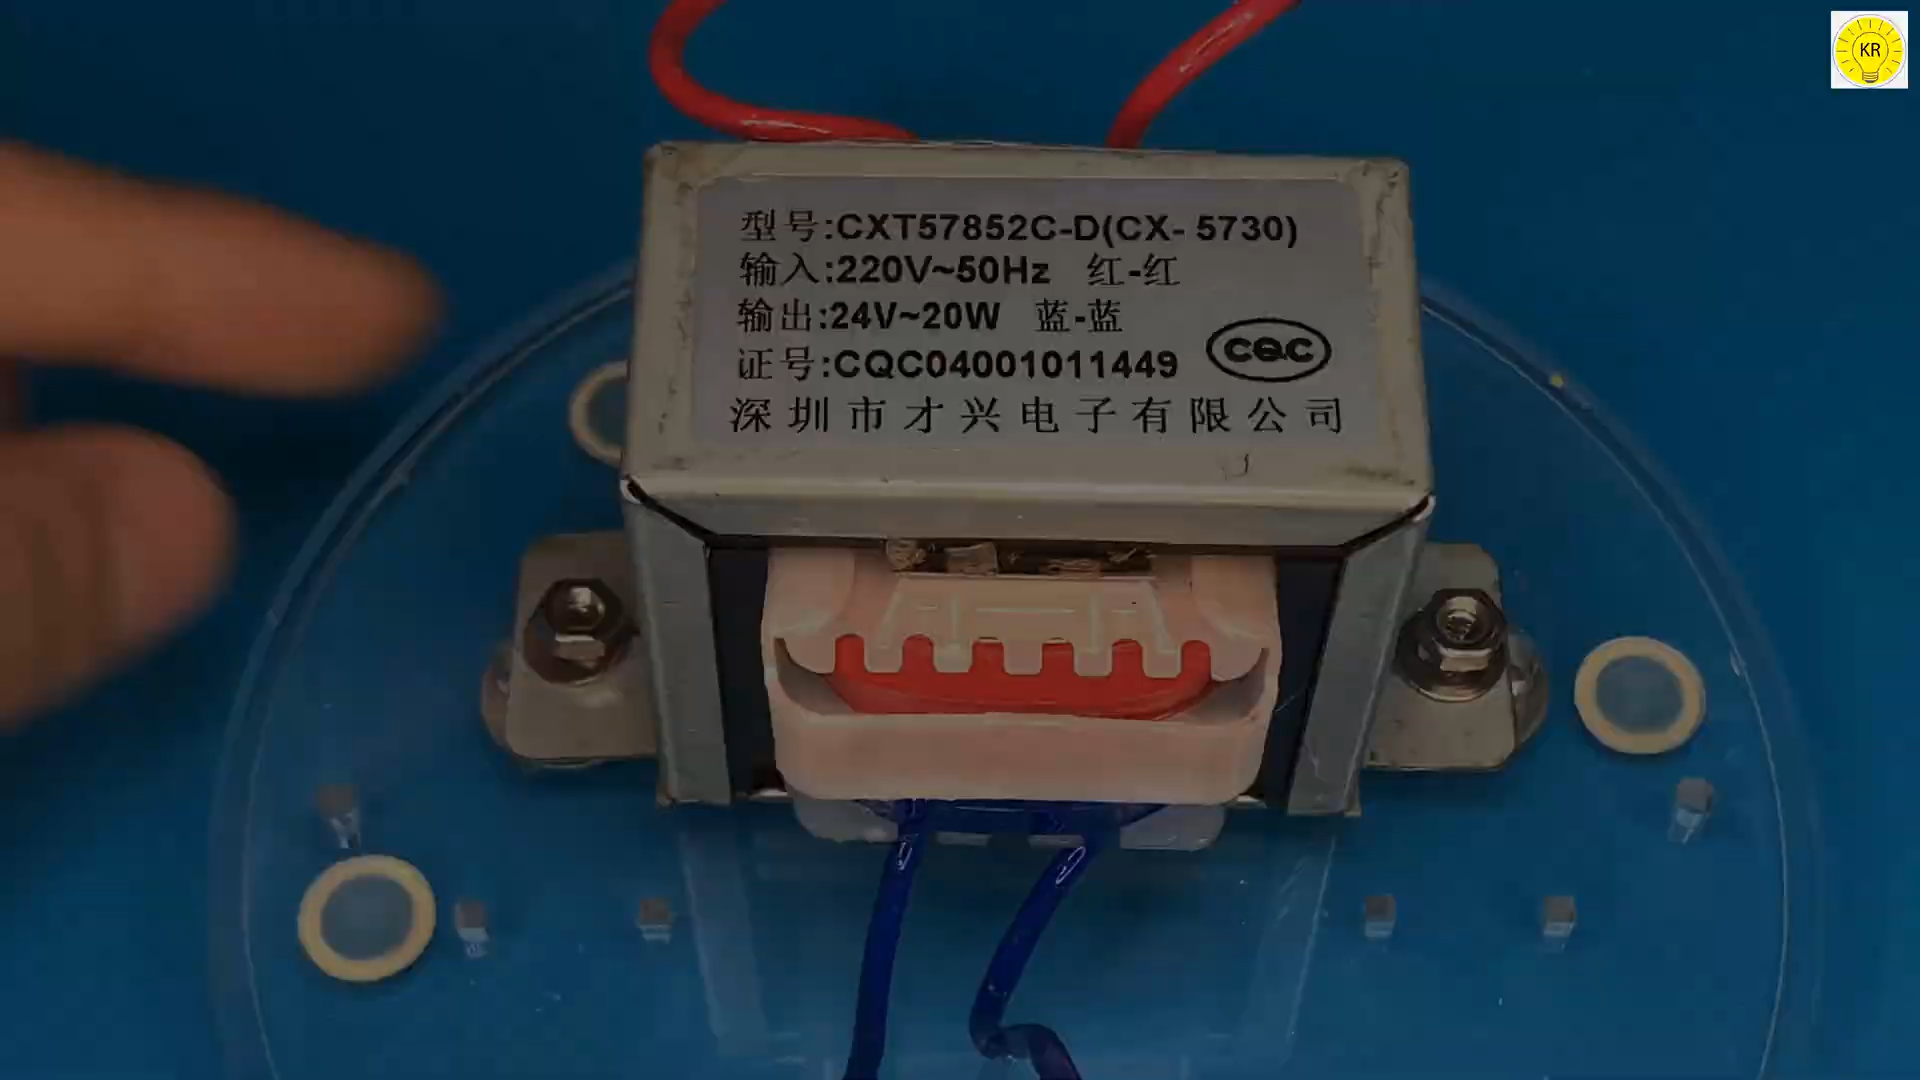 KR
型号:CXT57852C-D(CX- 5730)
输入:220V~50Hz 红-红
输出:24V~20W 蓝-蓝
证号:CQC04001011449 CQC
深圳市才兴电子有限公司